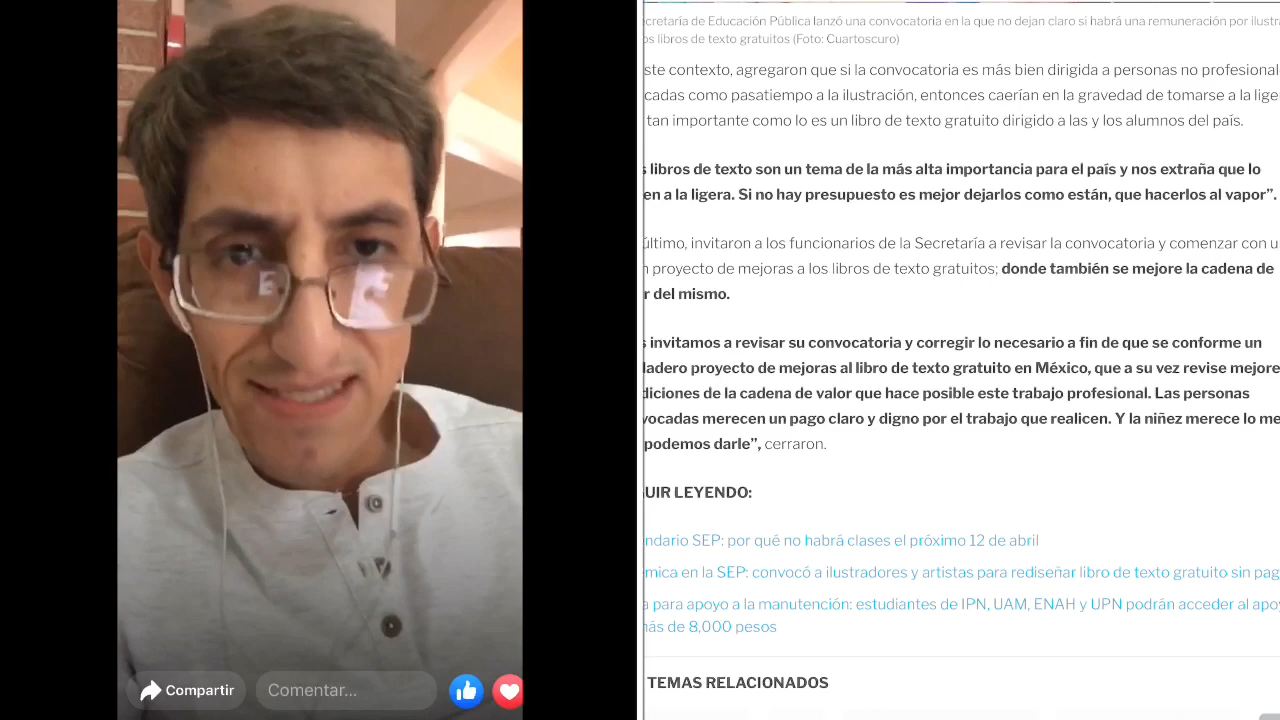 Compartir
Comentar...
cretaría de Educación Pública lanzó una convocatoria en la que no dejan claro si habrá una remuneración por ilustra
os libros de texto gratuitos (Foto: Cuartoscuro)
ste contexto, agregaron que si la convocatoria es más bien dirigida a personas no profesional
cadas como pasatiempo a la ilustración, entonces caerían en la gravedad de tomarse a la lige
tan importante como lo es un libro de texto gratuito dirigido a las y los alumnos del país.
s libros de texto son un tema de la más alta importancia para el país y nos extraña que lo
en a la ligera. Si no hay presupuesto es mejor dejarlos como están, que hacerlos al vapor”.
último, invitaron a los funcionarios de la Secretaría a revisar la convocatoria y comenzar con u
n proyecto de mejoras a los libros de texto gratuitos; donde también se mejore la cadena de
r del mismo.
s invitamos a revisar su convocatoria y corregir lo necesario a fin de que se conforme un
dadero proyecto de mejoras al libro de texto gratuito en México, que a su vez revise mejore
diciones de la cadena de valor que hace posible este trabajo profesional. Las personas
vocadas merecen un pago claro y digno por el trabajo que realicen. Y la niñez merece lo me
podemos darle”, cerraron.
UIR LEYENDO:
ndario SEP: por qué no habrá clases el próximo 12 de abril
émica en la SEP: convocó a ilustradores y artistas para rediseñar libro de texto gratuito sin pag
a para apoyo a la manutención: estudiantes de IPN, UAM, ENAH y UPN podrán acceder al apoy
más de 8,000 pesos
TEMAS RELACIONADOS